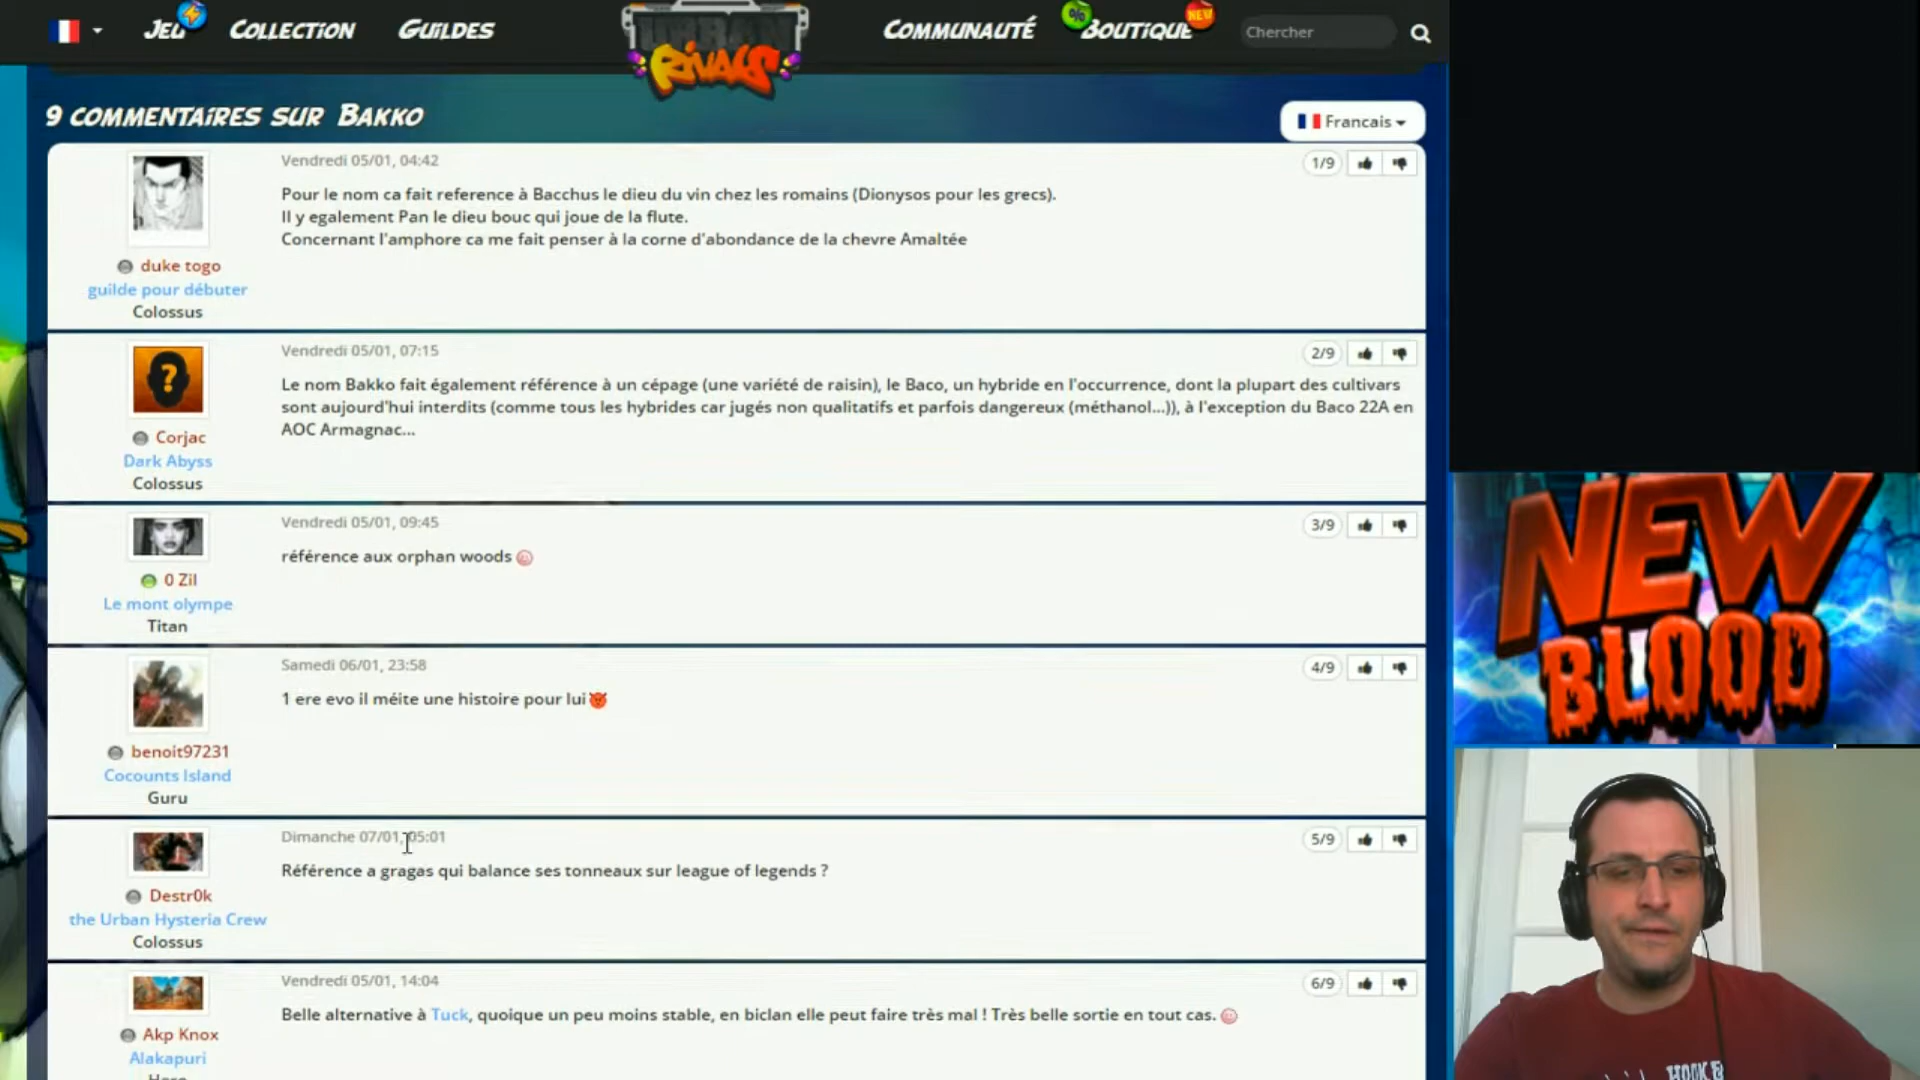 JEU
COLLECTION
GUILDES
URBAN
RIVALS
COMMUNAUTÉ
%
BOUTIQUE
NEW
Chercher
9 COMMENTAIRES SUR BAKKO
Francais
Vendredi 05/01, 04:42
1/9
Pour le nom ca fait reference à Bacchus le dieu du vin chez les romains (Dionysos pour les grecs).
Il y egalement Pan le dieu bouc qui joue de la flute.
Concernant l'amphore ca me fait penser à la corne d'abondance de la chevre Amaltée
duke togo
guilde pour débuter
Colossus
Vendredi 05/01, 07:15
2/9
Le nom Bakko fait également référence à un cépage (une variété de raisin), le Baco, un hybride en l'occurrence, dont la plupart des cultivars
sont aujourd'hui interdits (comme tous les hybrides car jugés non qualitatifs et parfois dangereux (méthanol...)), à l'exception du Baco 22A en
AOC Armagnac...
?
Corjac
Dark Abyss
Colossus
Vendredi 05/01, 09:45
3/9
référence aux orphan woods
0 Zil
Le mont olympe
Titan
Samedi 06/01, 23:58
4/9
1 ere evo il méite une histoire pour lui
benoit97231
Cocounts Island
Guru
Dimanche 07/01, 05:01
5/9
Référence a gragas qui balance ses tonneaux sur league of legends ?
Destr0k
the Urban Hysteria Crew
Colossus
Vendredi 05/01, 14:04
6/9
Belle alternative à Tuck, quoique un peu moins stable, en biclan elle peut faire très mal ! Très belle sortie en tout cas.
Akp Knox
Alakapuri
Hero
NEW
BLOOD